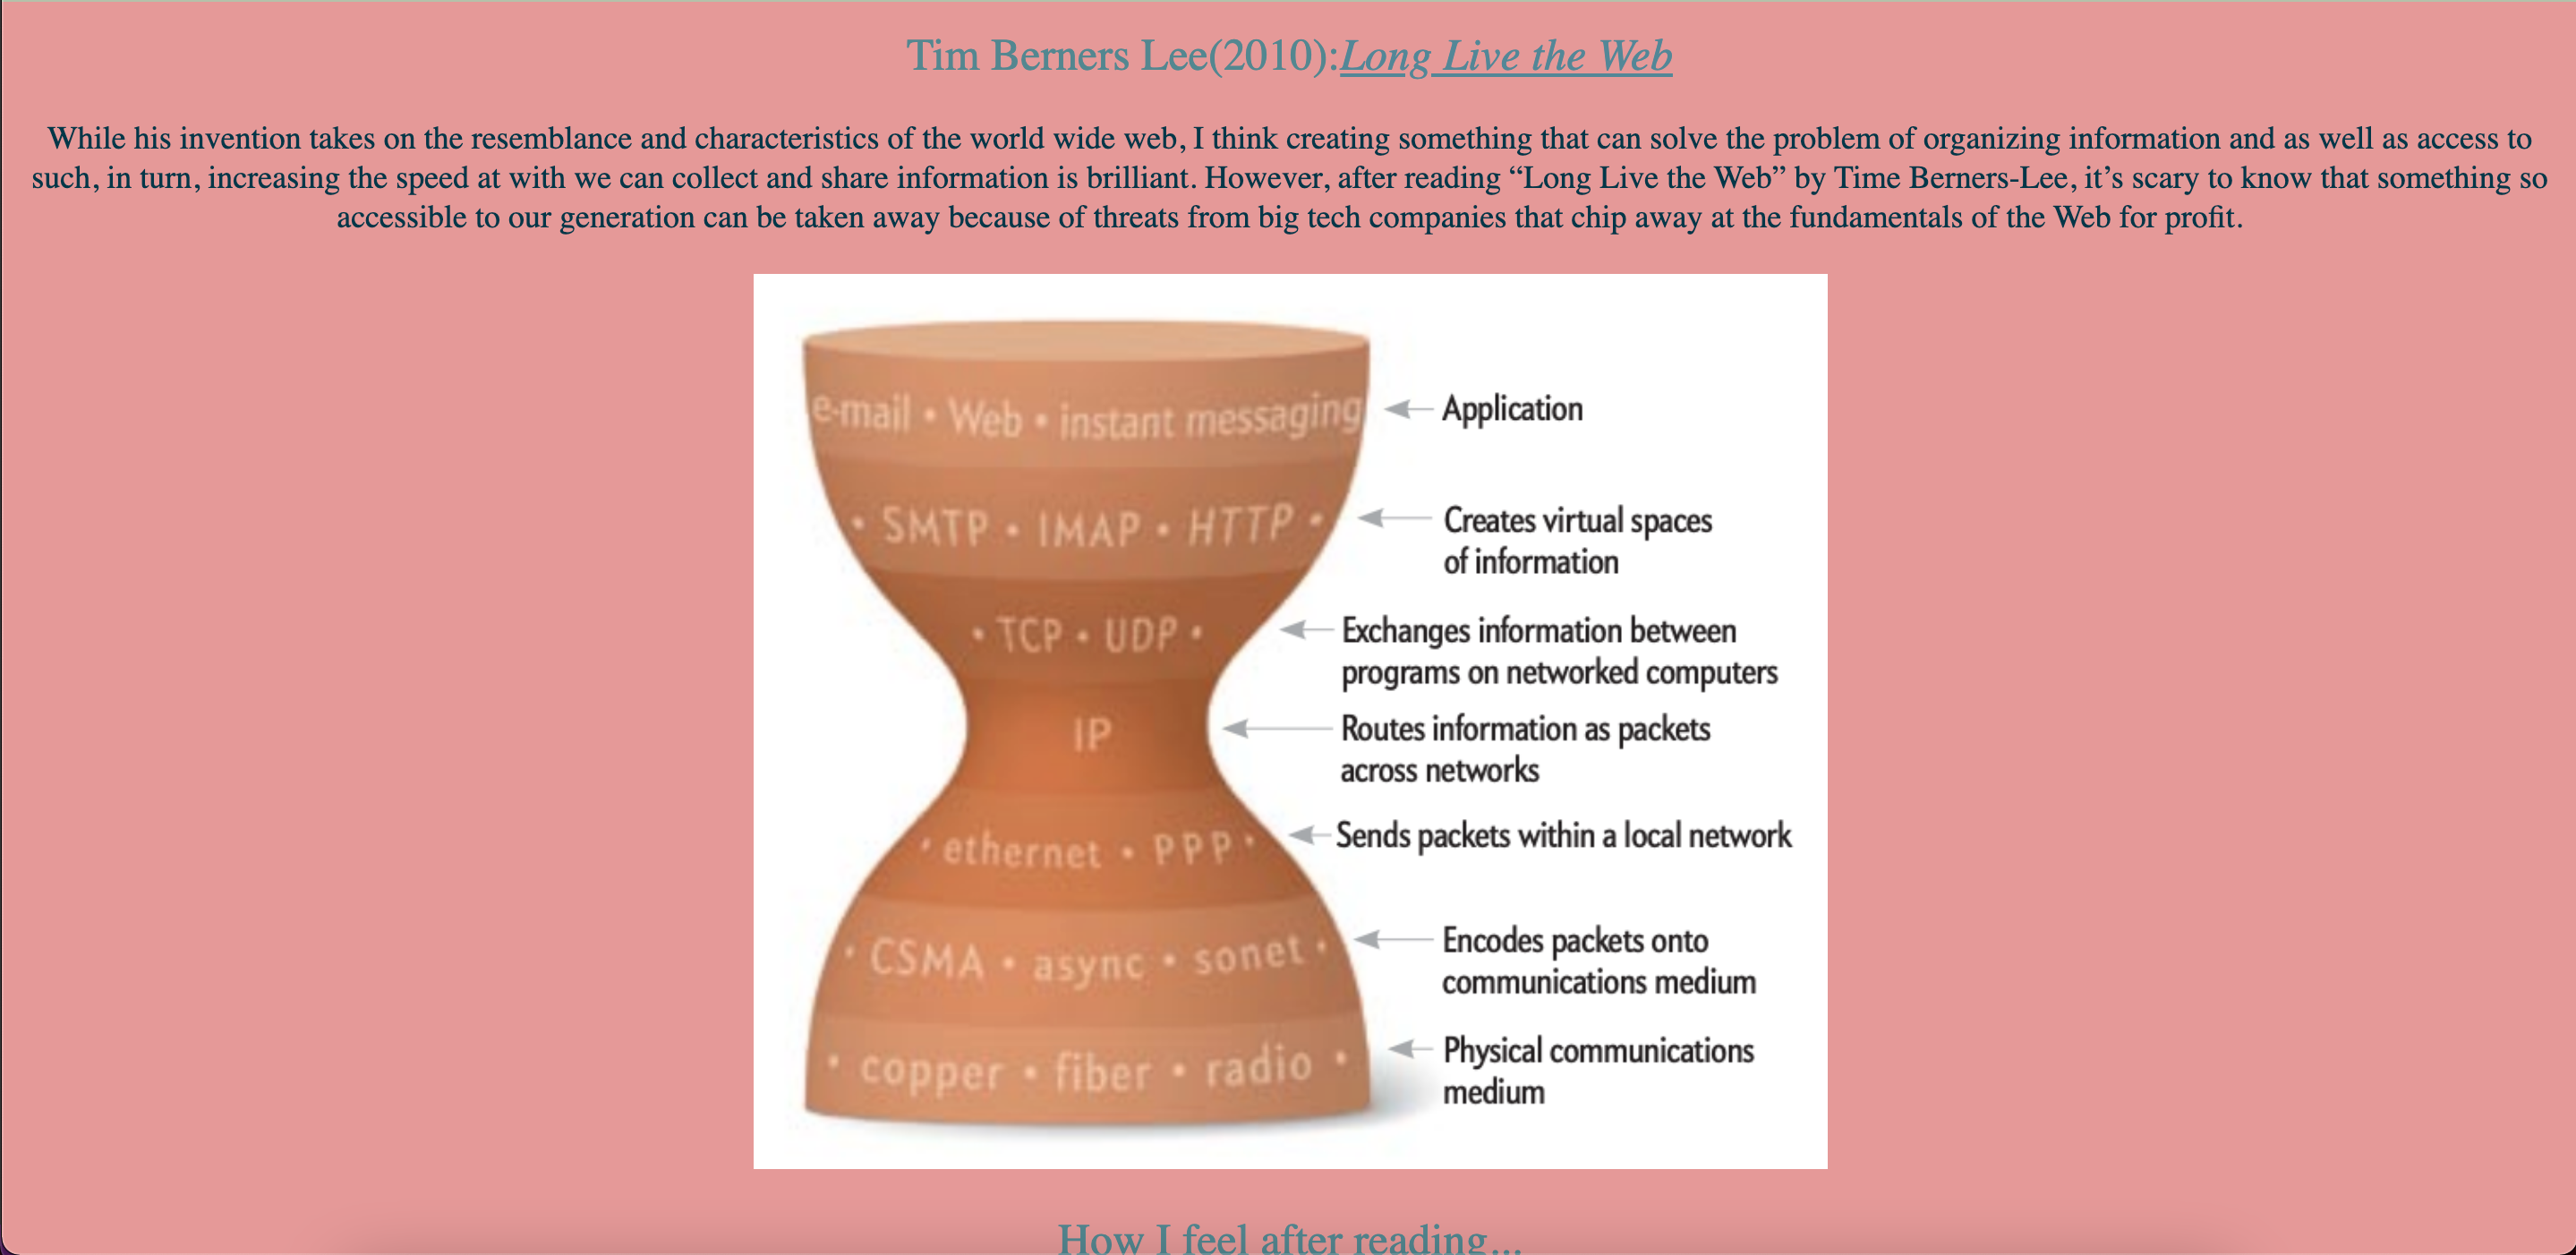 Tim Berners Lee(2010):Long Live the Web
While his invention takes on the resemblance and characteristics of the world wide web, I think creating something that can solve the problem of organizing information and as well as access to
such, in turn, increasing the speed at with we can collect and share information is brilliant. However, after reading “Long Live the Web” by Time Berners-Lee, it’s scary to know that something so
accessible to our generation can be taken away because of threats from big tech companies that chip away at the fundamentals of the Web for profit.
e-mail • Web • instant messaging
Application
• SMTP • IMAP • HTTP •
Creates virtual spaces
of information
• TCP • UDP •
Exchanges information between
programs on networked computers
IP
Routes information as packets
across networks
• ethernet • PPP •
Sends packets within a local network
• CSMA • async • sonet •
Encodes packets onto
communications medium
• copper • fiber • radio •
Physical communications
medium
How I feel after reading...